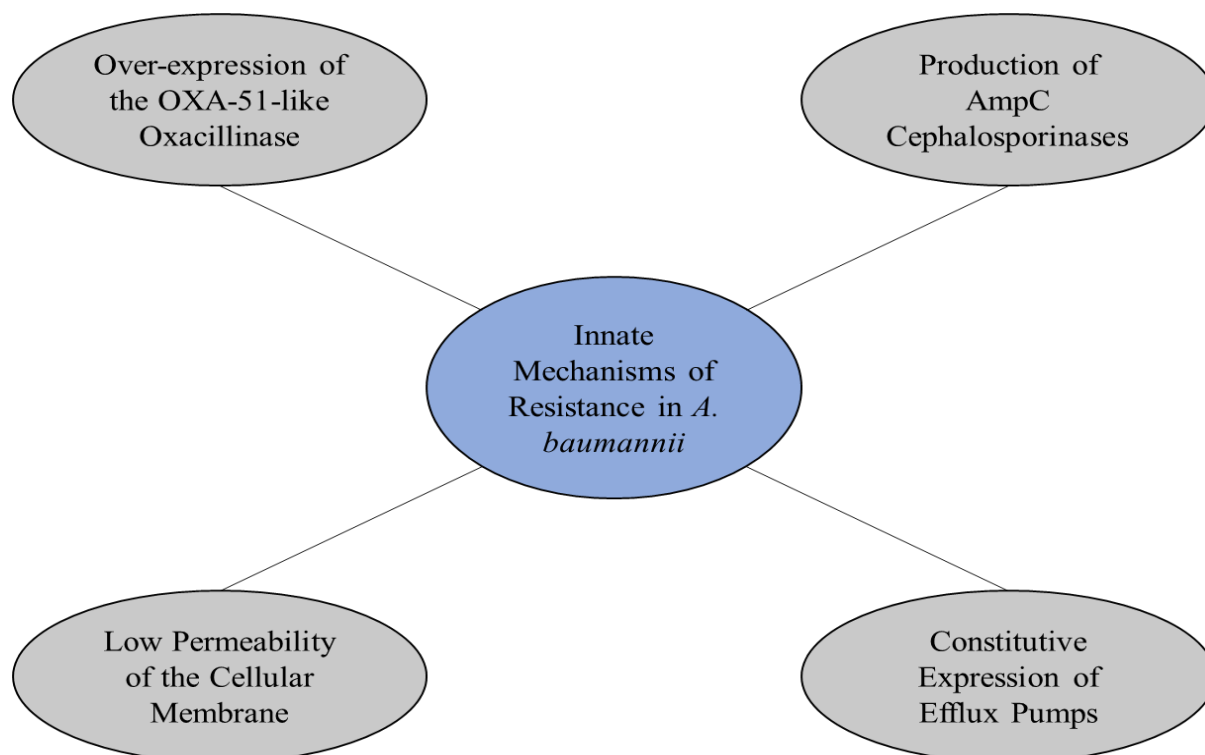 Over-expression of
the OXA-51-like
Oxacillinase
Production of
AmpC
Cephalosporinases
Innate
Mechanisms of
Resistance in A.
baumannii
Low Permeability
of the Cellular
Membrane
Constitutive
Expression of
Efflux Pumps